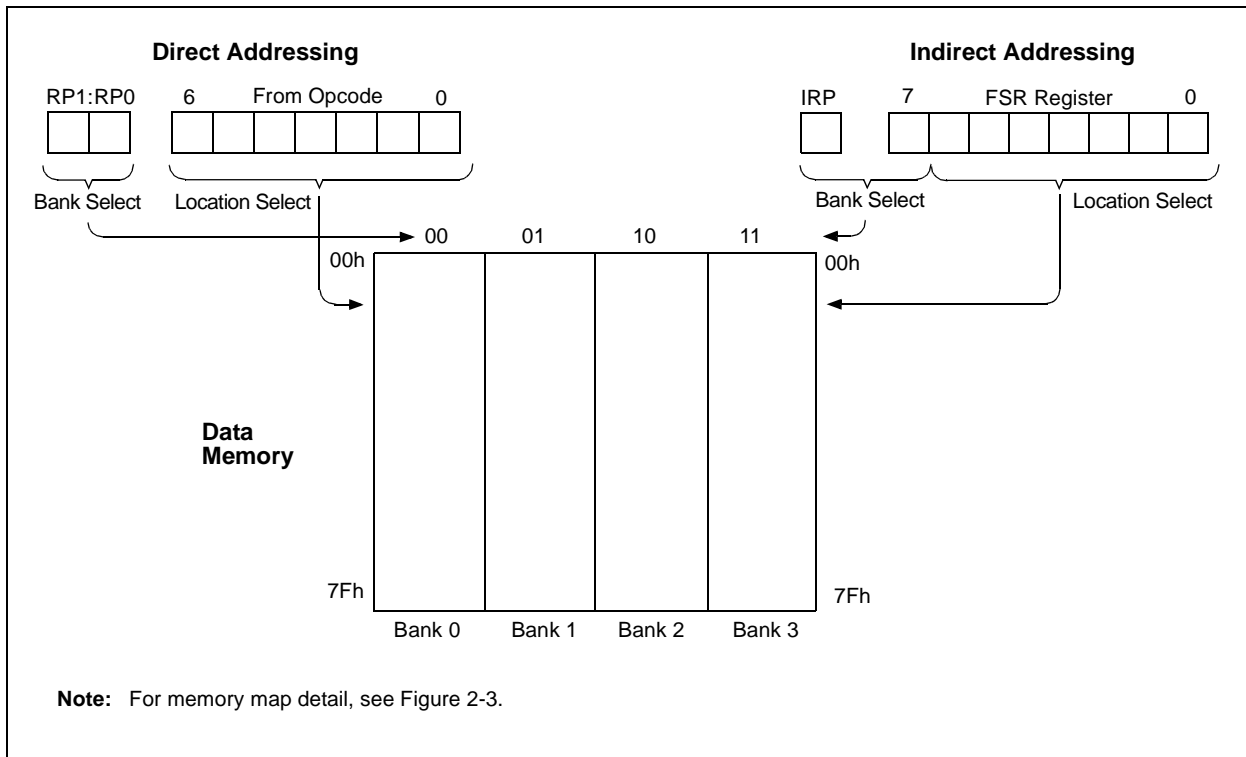 Direct Addressing
Indirect Addressing
RP1:RP0 6 From Opcode 0
IRP 7 FSR Register 0
Bank Select Location Select
Bank Select Location Select
00 01 10 11
00h 00h
Data
Memory
7Fh 7Fh
Bank 0 Bank 1 Bank 2 Bank 3
Note: For memory map detail, see Figure 2-3.